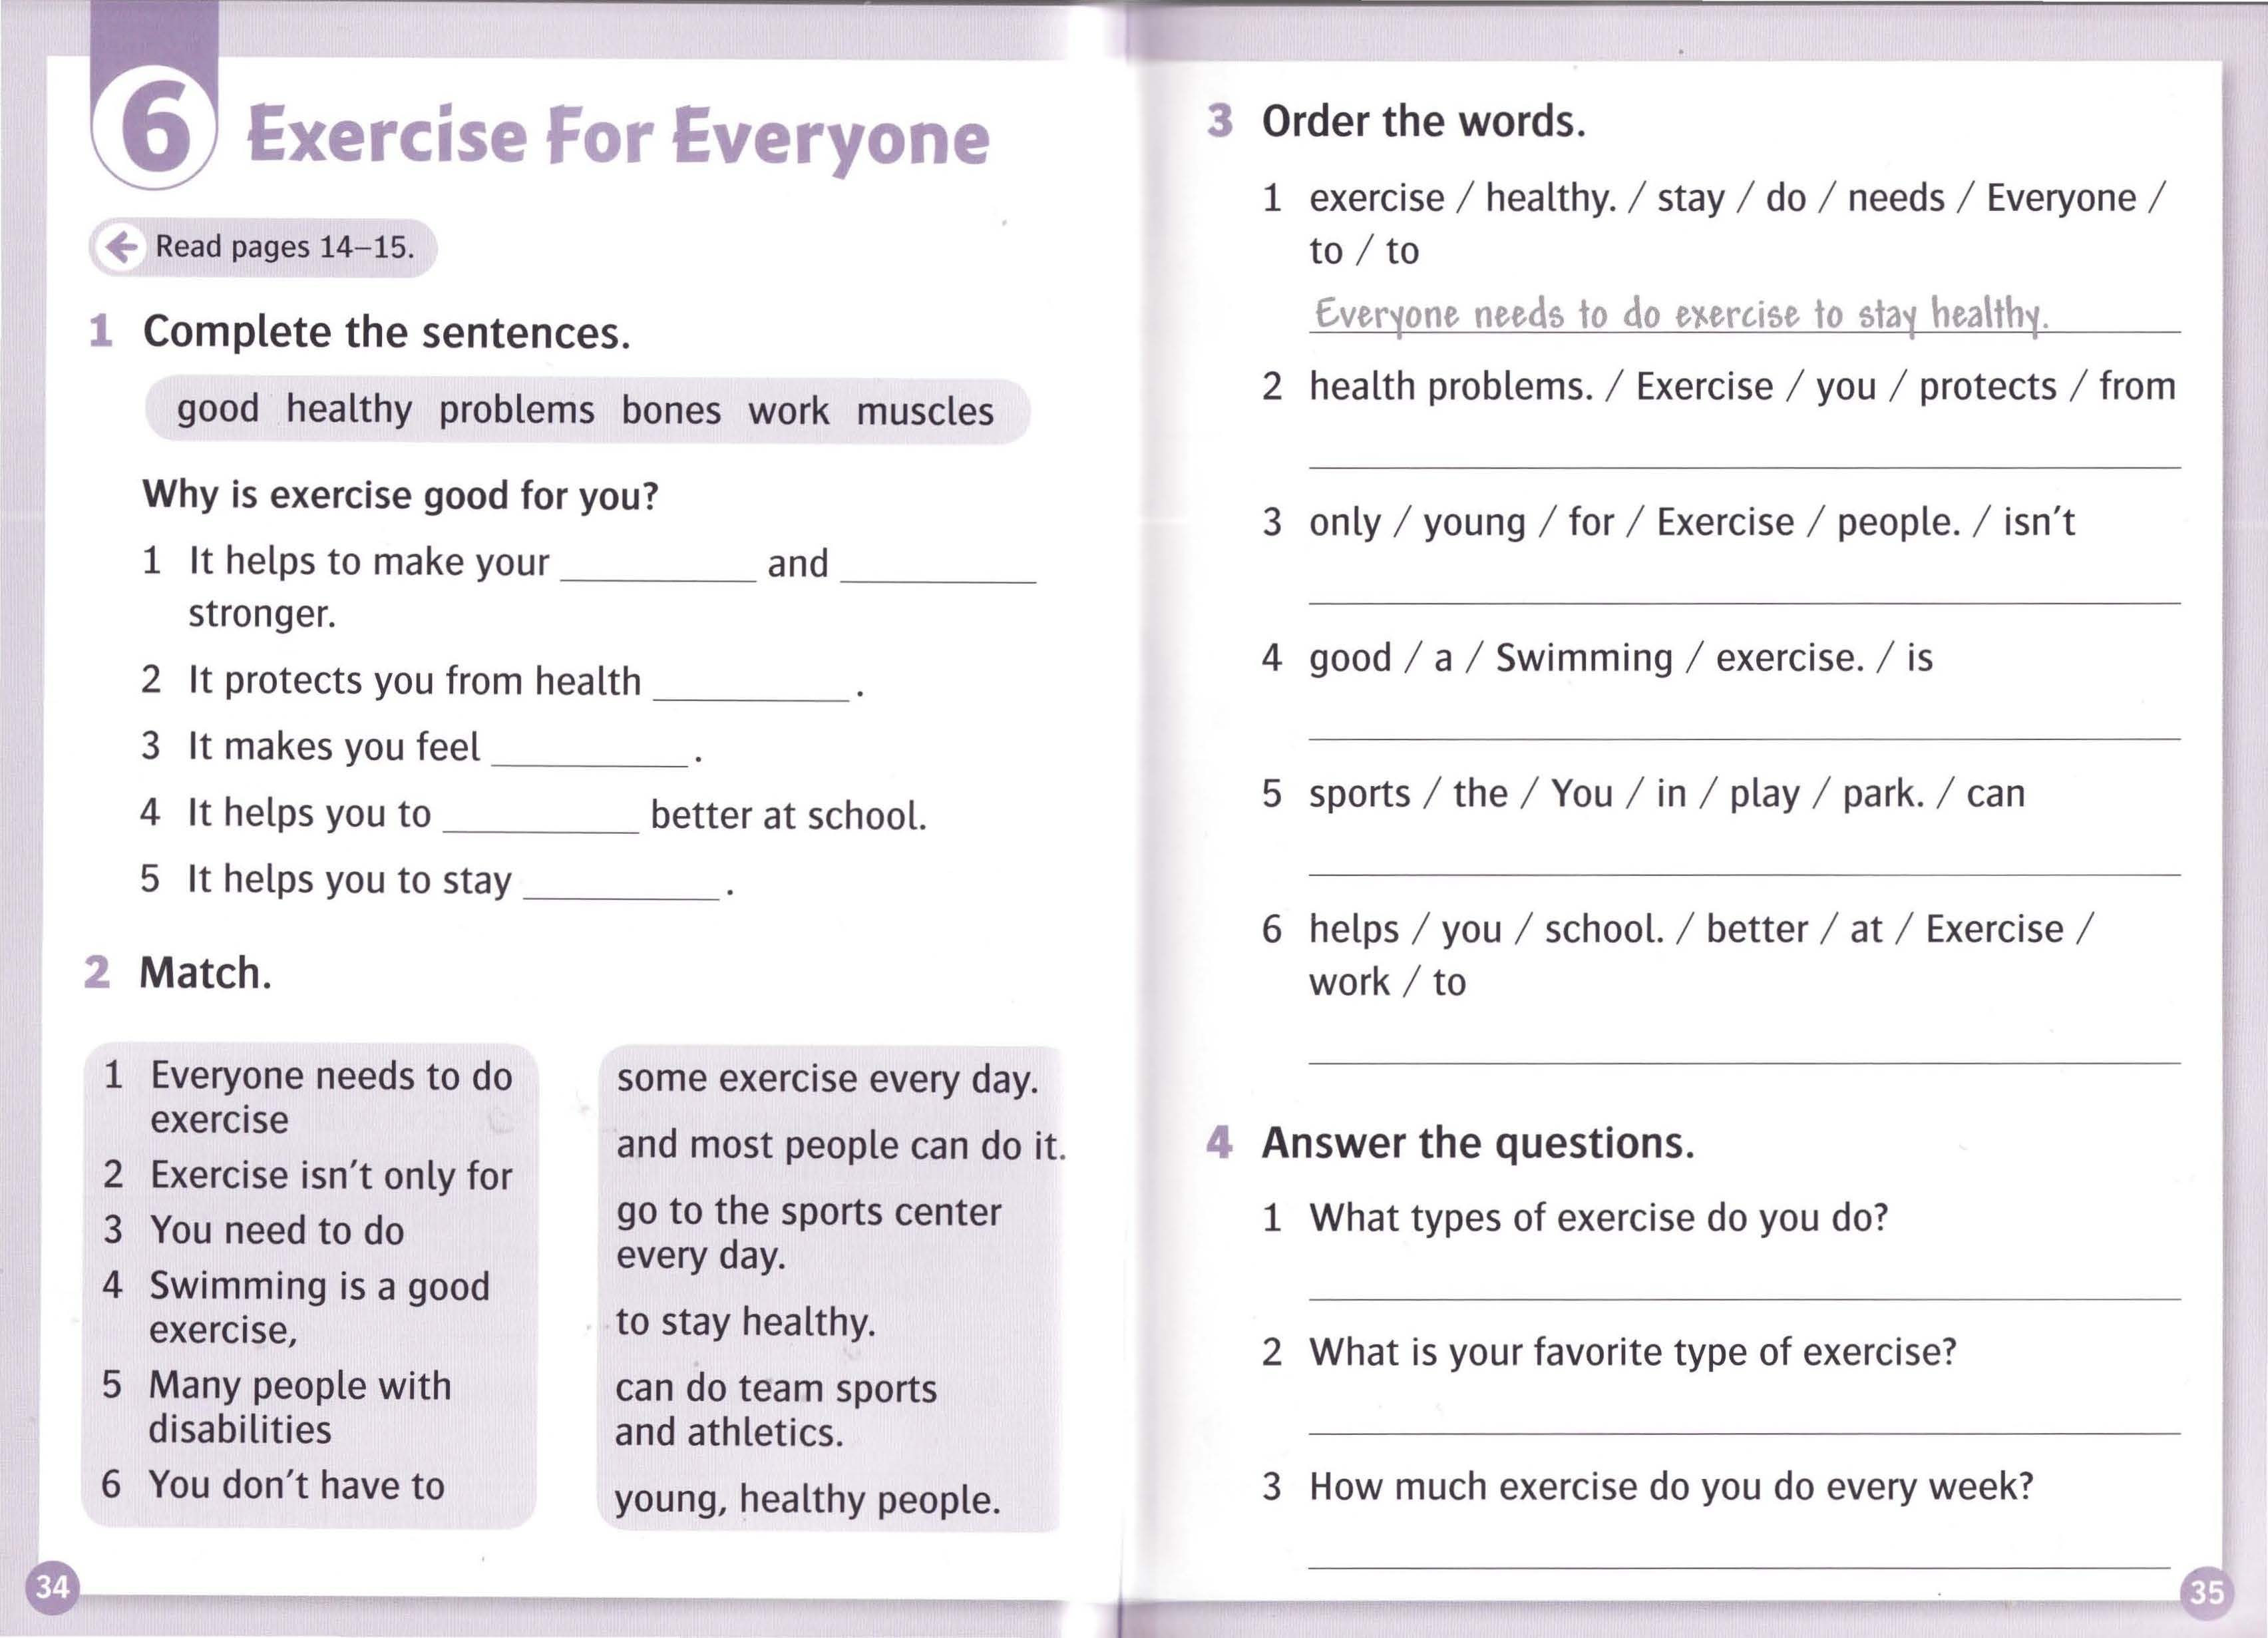 6 Exercise For Everyone
Read pages 14–15.
1 Complete the sentences.
good healthy problems bones work muscles
Why is exercise good for you?
1 It helps to make your __________ and __________
stronger.
2 It protects you from health __________.
3 It makes you feel __________.
4 It helps you to __________ better at school.
5 It helps you to stay __________.
2 Match.
1 Everyone needs to do
exercise
2 Exercise isn't only for
3 You need to do
4 Swimming is a good
exercise,
5 Many people with
disabilities
6 You don't have to
some exercise every day.
and most people can do it.
go to the sports center
every day.
to stay healthy.
can do team sports
and athletics.
young, healthy people.
34
3 Order the words.
1 exercise / healthy. / stay / do / needs / Everyone /
to / to
Everyone needs to do exercise to stay healthy.
2 health problems. / Exercise / you / protects / from
3 only / young / for / Exercise / people. / isn't
4 good / a / Swimming / exercise. / is
5 sports / the / You / in / play / park. / can
6 helps / you / school. / better / at / Exercise /
work / to
4 Answer the questions.
1 What types of exercise do you do?
2 What is your favorite type of exercise?
3 How much exercise do you do every week?
35